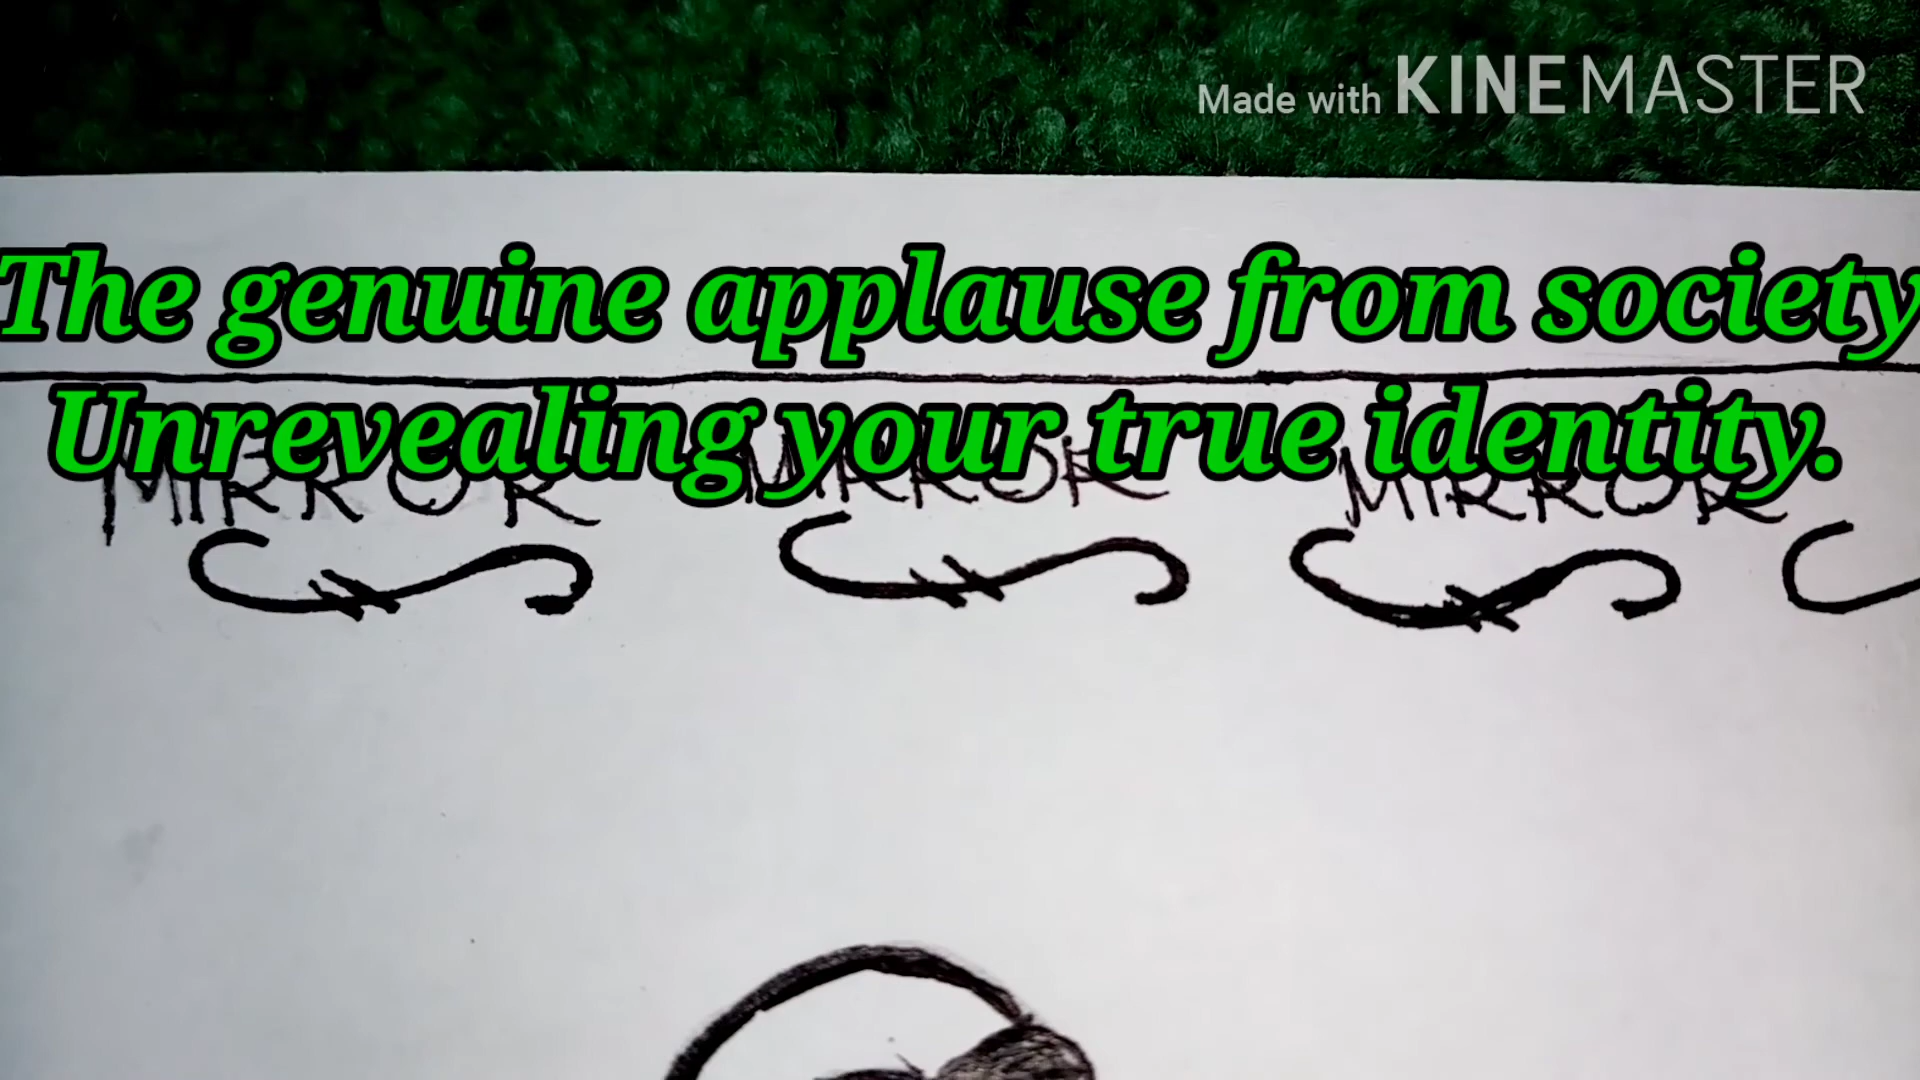 Made with KINEMASTER
The genuine applause from society
Unrevealing your true identity.
MIRROR MIRROR MIRROR